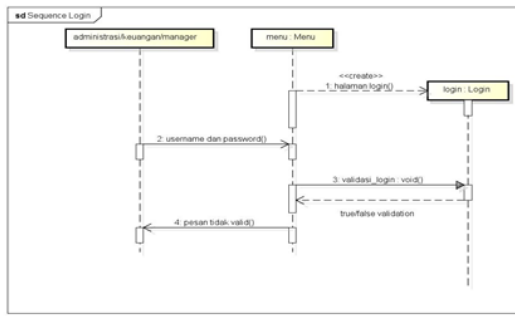 sd Sequence Login
administrasi/keuangan/manager
menu : Menu
<<create>>
1: halaman login()
login : Login
2: username dan password()
3: validasi_login : void()
true/false validation
4: pesan tidak valid()